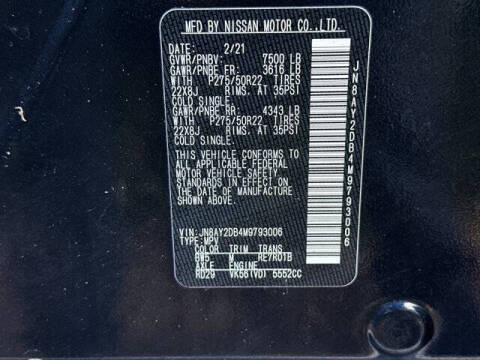 MFD BY NISSAN MOTOR CO.,LTD.
DATE: 2/21
GVWR/PNBV: 7500 LB
GAWR/PNBE FR: 3616 LB
WITH P275/50R22 TIRES
22X8J RIMS. AT 35PSI
COLD SINGLE.
GAWR/PNBE RR: 4343 LB
WITH P275/50R22 TIRES
22X8J RIMS. AT 35PSI
COLD SINGLE.
THIS VEHICLE CONFORMS TO
ALL APPLICABLE FEDERAL
MOTOR VEHICLE SAFETY
STANDARDS IN EFFECT ON
THE DATE OF MANUFACTURE
SHOWN ABOVE.
VIN: JN8AY2DB4M9793006
TYPE: MPV
COLOR TRIM TRANS
BW5 M RE7R01B
AXLE ENGINE
RD29 VK56(VD) 5552CC
JN8AY2DB4M9793006